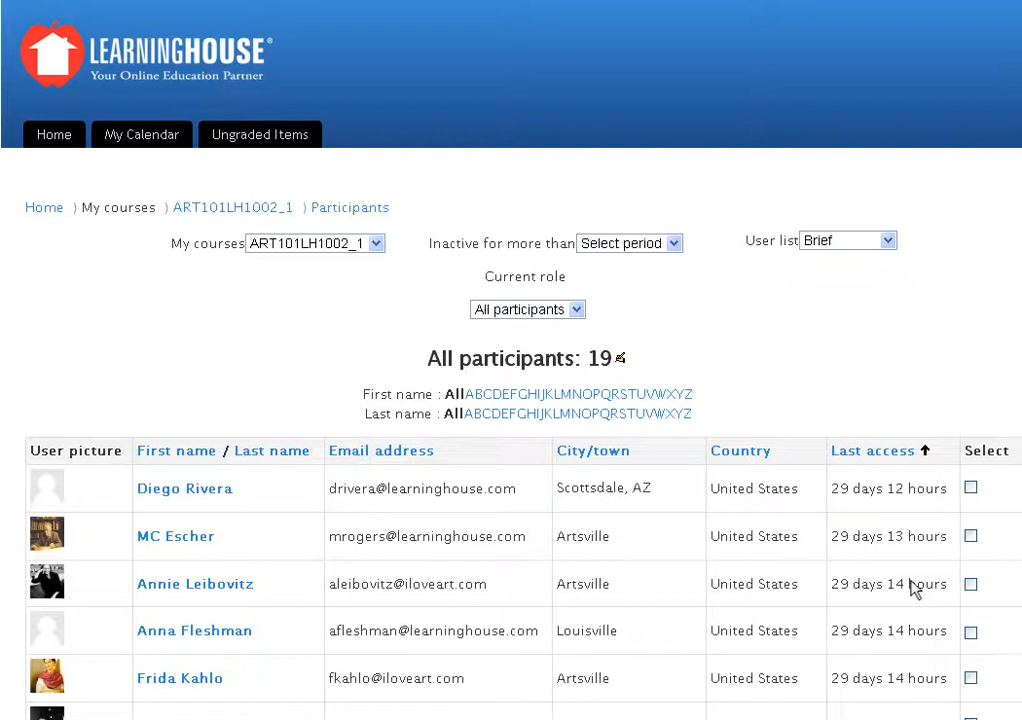 LEARNINGHOUSE®
Your Online Education Partner
Home My Calendar Ungraded Items
Home ) My courses ) ART101LH1002_1 ) Participants
My courses ART101LH1002_1 Inactive for more than Select period User list Brief
Current role
All participants
All participants: 19
First name : All A B C D E F G H I J K L M N O P Q R S T U V W X Y Z
Last name : All A B C D E F G H I J K L M N O P Q R S T U V W X Y Z
User picture First name / Last name Email address City/town Country Last access ↑ Select
Diego Rivera drivera@learninghouse.com Scottsdale, AZ United States 29 days 12 hours
MC Escher mrogers@learninghouse.com Artsville United States 29 days 13 hours
Annie Leibovitz aleibovitz@iloveart.com Artsville United States 29 days 14 hours
Anna Fleshman afleshman@learninghouse.com Louisville United States 29 days 14 hours
Frida Kahlo fkahlo@iloveart.com Artsville United States 29 days 14 hours